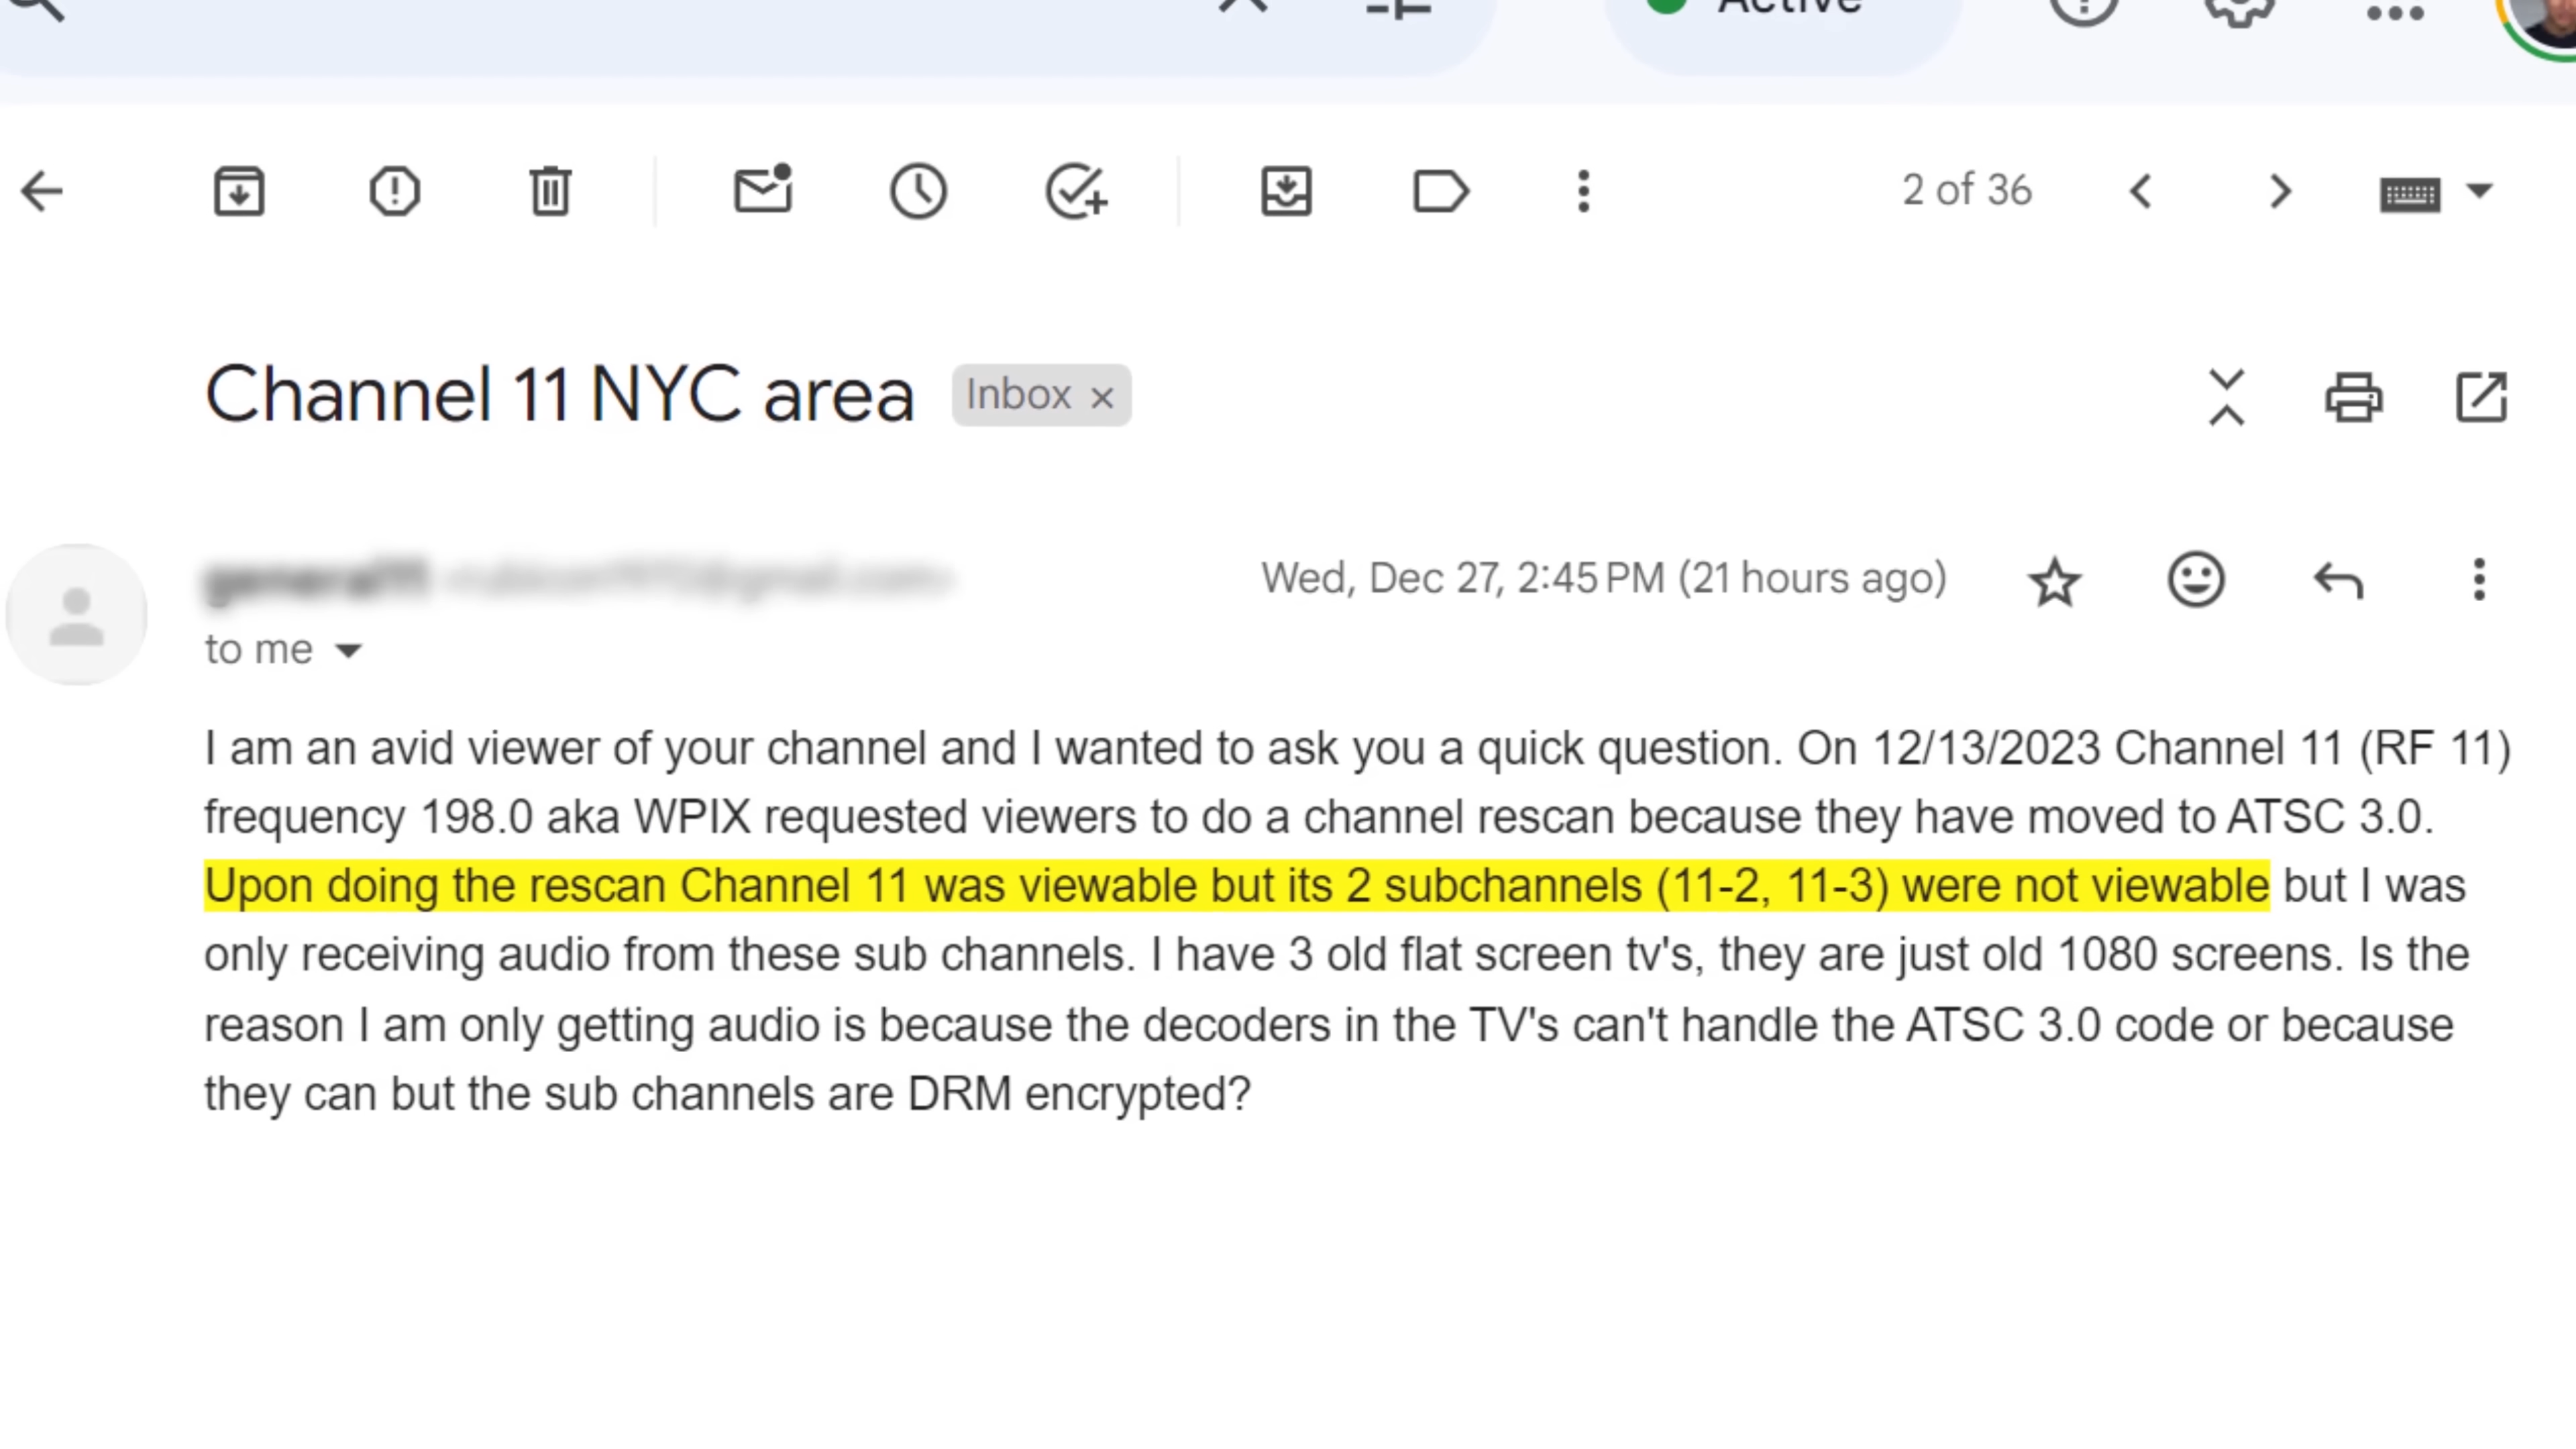 Active
2 of 36
Channel 11 NYC area Inbox ×
Wed, Dec 27, 2:45 PM (21 hours ago)
to me
I am an avid viewer of your channel and I wanted to ask you a quick question. On 12/13/2023 Channel 11 (RF 11)
frequency 198.0 aka WPIX requested viewers to do a channel rescan because they have moved to ATSC 3.0.
Upon doing the rescan Channel 11 was viewable but its 2 subchannels (11-2, 11-3) were not viewable but I was
only receiving audio from these sub channels. I have 3 old flat screen tv's, they are just old 1080 screens. Is the
reason I am only getting audio is because the decoders in the TV's can't handle the ATSC 3.0 code or because
they can but the sub channels are DRM encrypted?